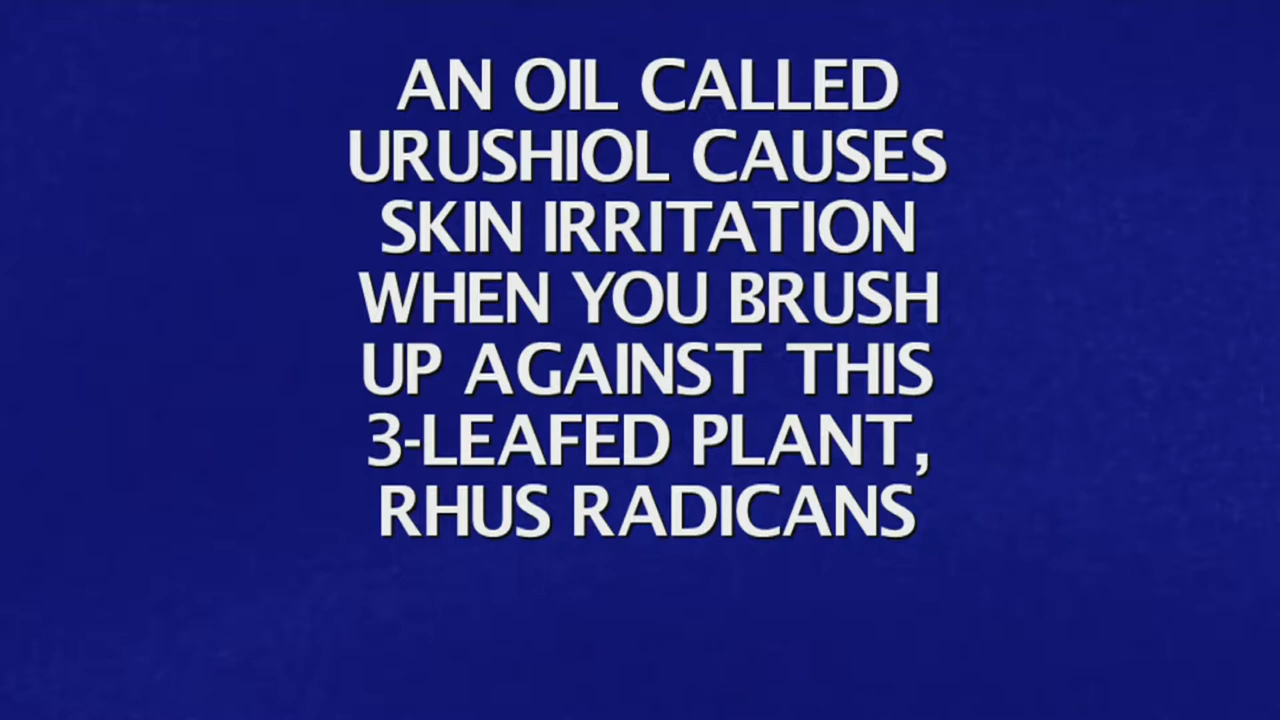 AN OIL CALLED
URUSHIOL CAUSES
SKIN IRRITATION
WHEN YOU BRUSH
UP AGAINST THIS
3-LEAFED PLANT,
RHUS RADICANS